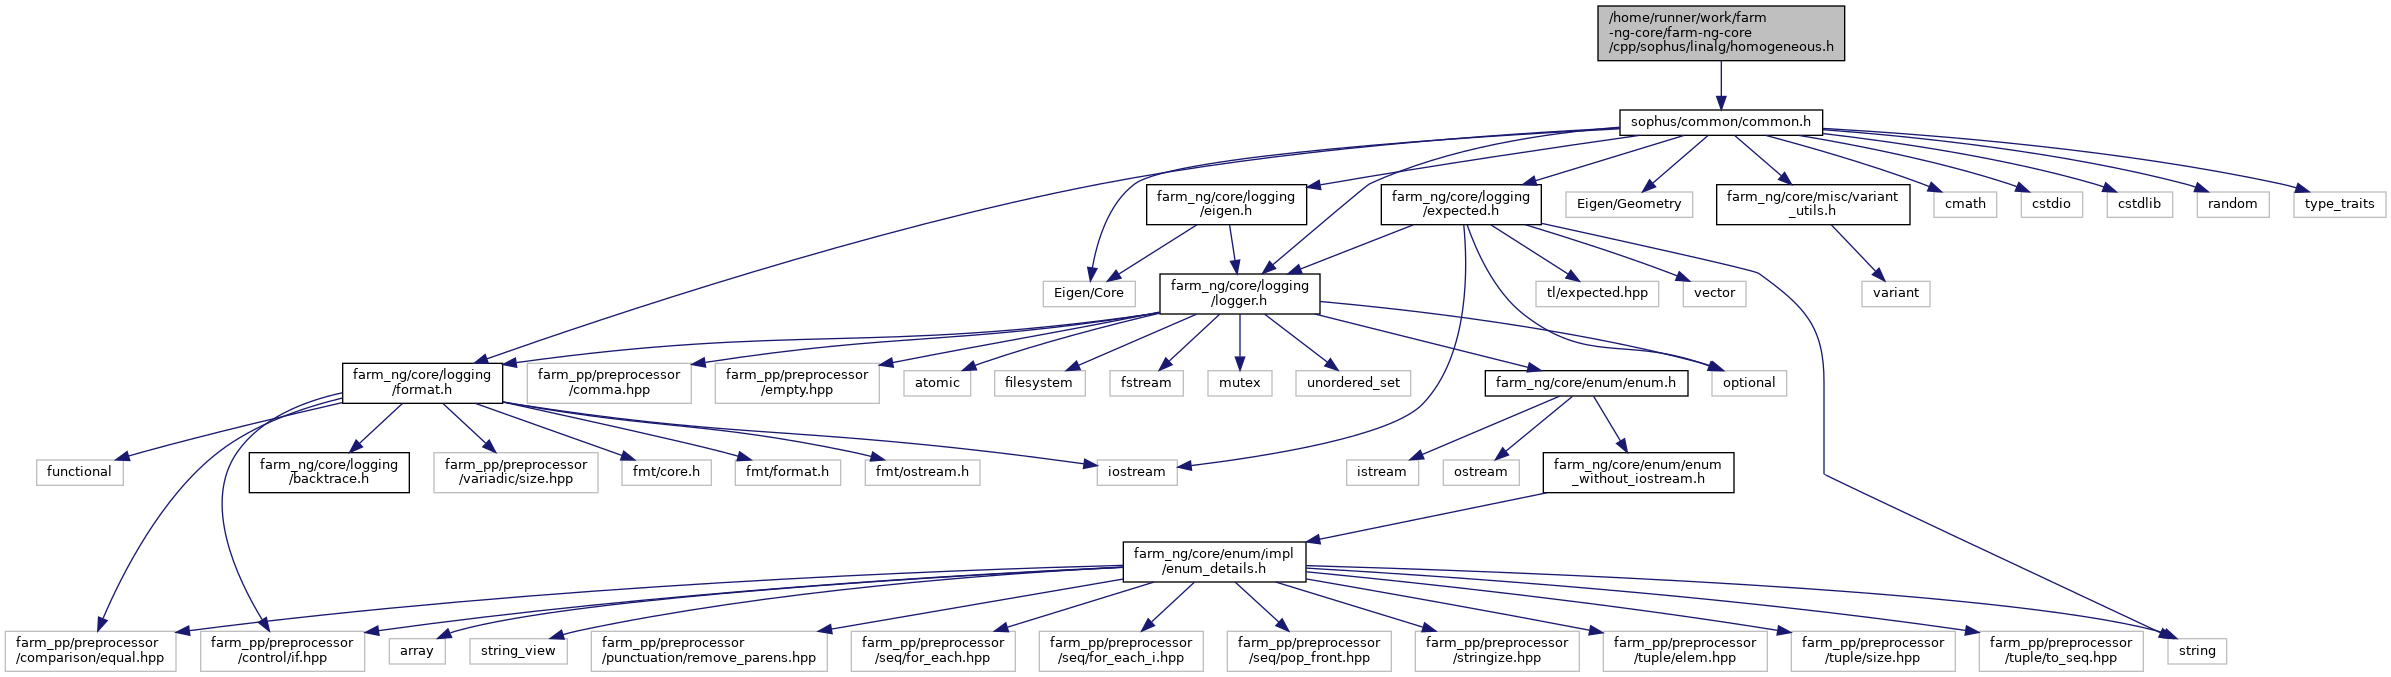 /home/runner/work/farm
-ng-core/farm-ng-core
/cpp/sophus/linalg/homogeneous.h
sophus/common/common.h
farm_ng/core/logging
/eigen.h
farm_ng/core/logging
/expected.h
Eigen/Geometry
farm_ng/core/misc/variant
_utils.h
cmath
cstdio
cstdlib
random
type_traits
Eigen/Core
farm_ng/core/logging
/logger.h
tl/expected.hpp
vector
variant
farm_ng/core/logging
/format.h
farm_pp/preprocessor
/comma.hpp
farm_pp/preprocessor
/empty.hpp
atomic
filesystem
fstream
mutex
unordered_set
farm_ng/core/enum/enum.h
optional
functional
farm_ng/core/logging
/backtrace.h
farm_pp/preprocessor
/variadic/size.hpp
fmt/core.h
fmt/format.h
fmt/ostream.h
iostream
istream
ostream
farm_ng/core/enum/enum
_without_iostream.h
farm_ng/core/enum/impl
/enum_details.h
farm_pp/preprocessor
/comparison/equal.hpp
farm_pp/preprocessor
/control/if.hpp
array
string_view
farm_pp/preprocessor
/punctuation/remove_parens.hpp
farm_pp/preprocessor
/seq/for_each.hpp
farm_pp/preprocessor
/seq/for_each_i.hpp
farm_pp/preprocessor
/seq/pop_front.hpp
farm_pp/preprocessor
/stringize.hpp
farm_pp/preprocessor
/tuple/elem.hpp
farm_pp/preprocessor
/tuple/size.hpp
farm_pp/preprocessor
/tuple/to_seq.hpp
string